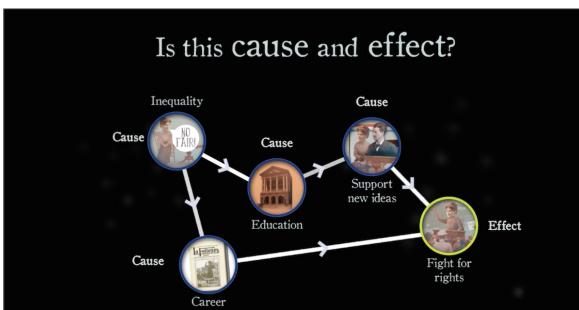 Is this cause and effect?
Inequality
Cause
NO
FAIR!
Cause
Education
Cause
Support
new ideas
Effect
Fight for
rights
Cause
Career